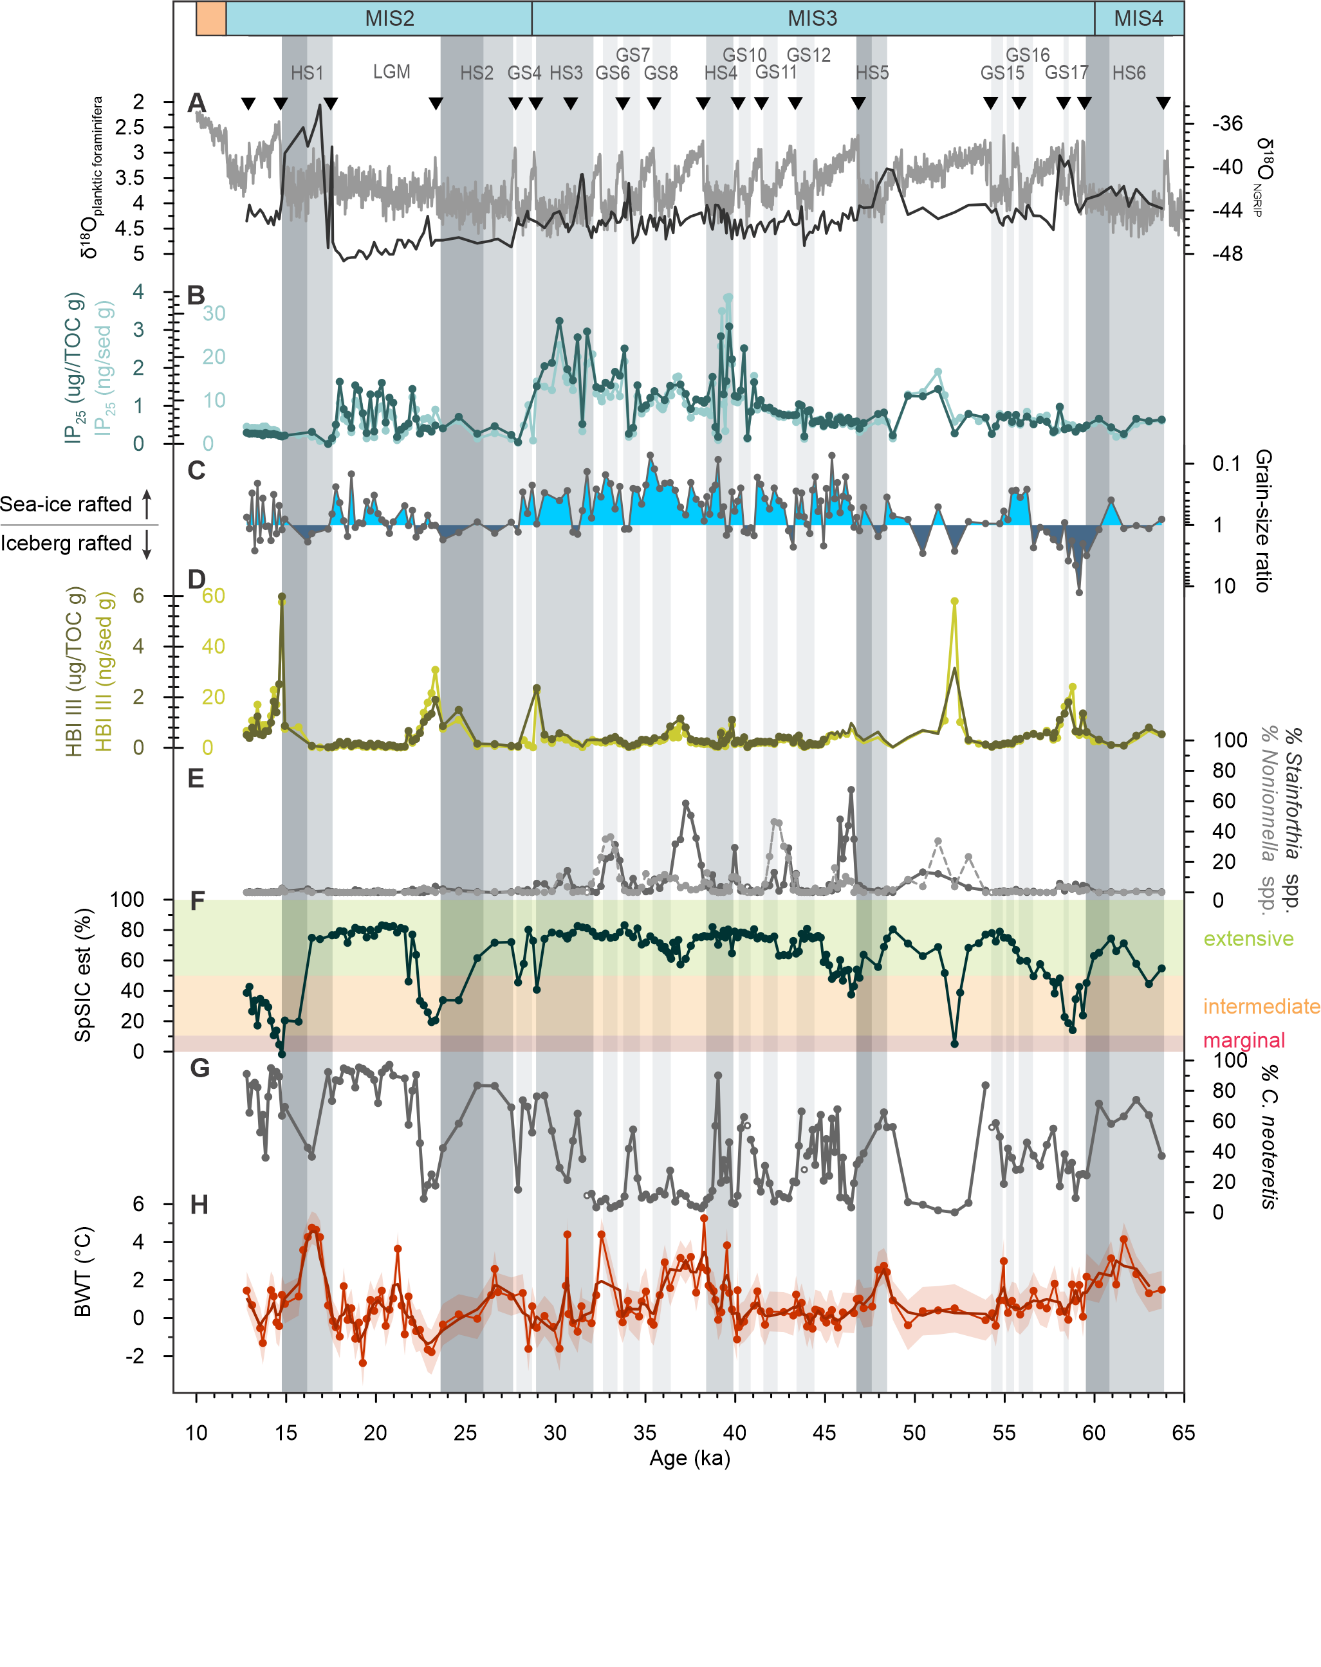 MIS2 MIS3 MIS4
GS7 GS10 GS12 GS16
HS1 LGM HS2 GS4 HS3 GS6 GS8 HS4 GS11 HS5 GS15 GS17 HS6
A
2
2.5
3
3.5
4
4.5
5
δ18Oplanktic foraminifera
-36
-40
-44
-48
δ18ONGRIP
B
4
3
2
1
0
30
20
10
0
IP25 (ug//TOC g)
IP25 (ng/sed g)
C
Sea-ice rafted
Iceberg rafted
0.1
1
10
Grain-size ratio
D
6
4
2
0
60
40
20
0
HBI III (ug/TOC g)
HBI III (ng/sed g)
E
100
80
60
40
20
0
% Stainforthia spp.
% Nonionnella spp.
F
100
80
60
40
20
0
SpSIC est (%)
extensive
intermediate
marginal
G
100
80
60
40
20
0
% C. neoteretis
H
6
4
2
0
-2
BWT (°C)
10 15 20 25 30 35 40 45 50 55 60 65
Age (ka)